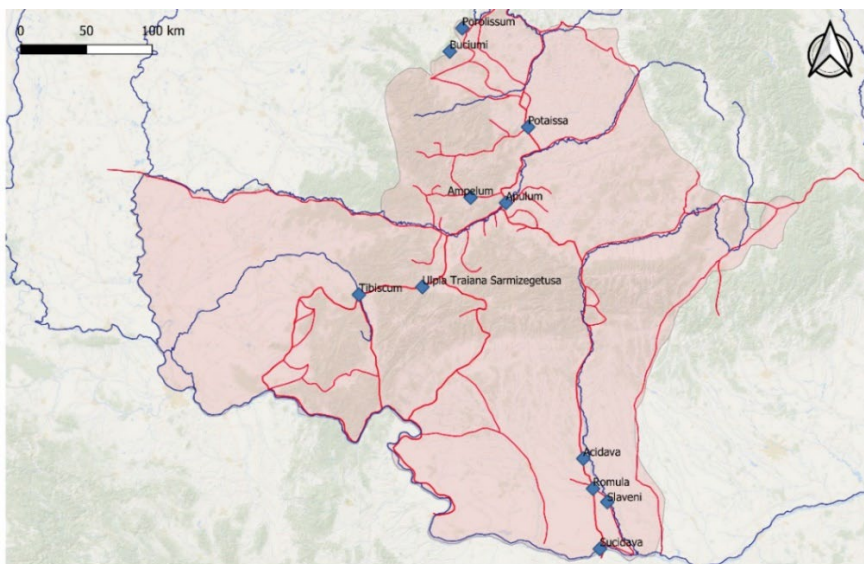 Porolissum
0 50 100 km
Buciumi
Potaissa
Ampelum
Apulum
Ulpia Traiana Sarmizegetusa
Tibiscum
Acidava
Romula
Slaveni
Sucidava